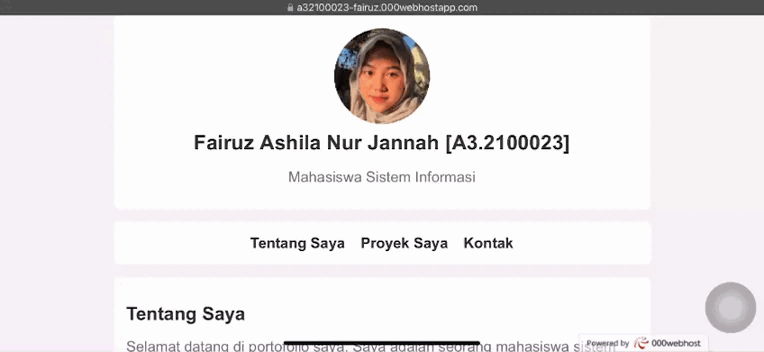 a32100023-fairuz.000webhostapp.com
Fairuz Ashila Nur Jannah [A3.2100023]
Mahasiswa Sistem Informasi
Tentang Saya Proyek Saya Kontak
Tentang Saya
Selamat datang di portofolio saya. Saya adalah seorang mahasiswa sistem
Powered by 000webhost